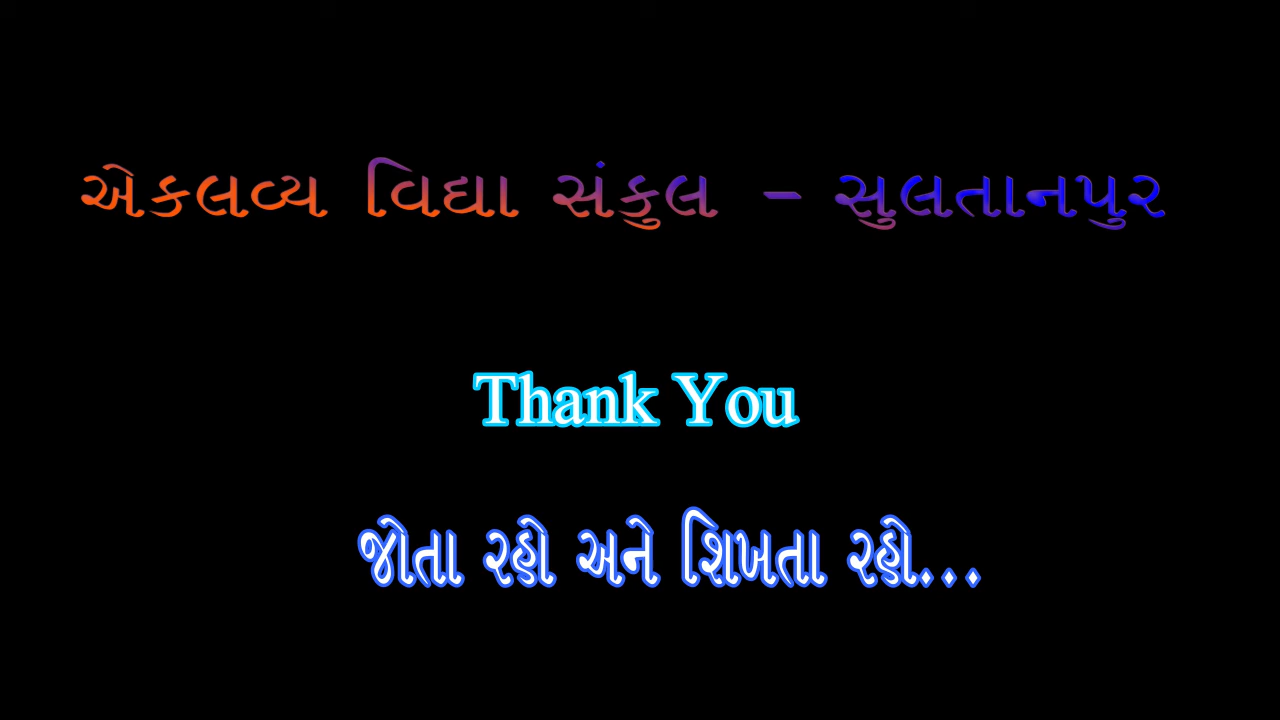 એકલવ્ય વિદ્યા સંકુલ - સુલતાનપુર
Thank You
જોતા રહો અને શિખતા રહો...